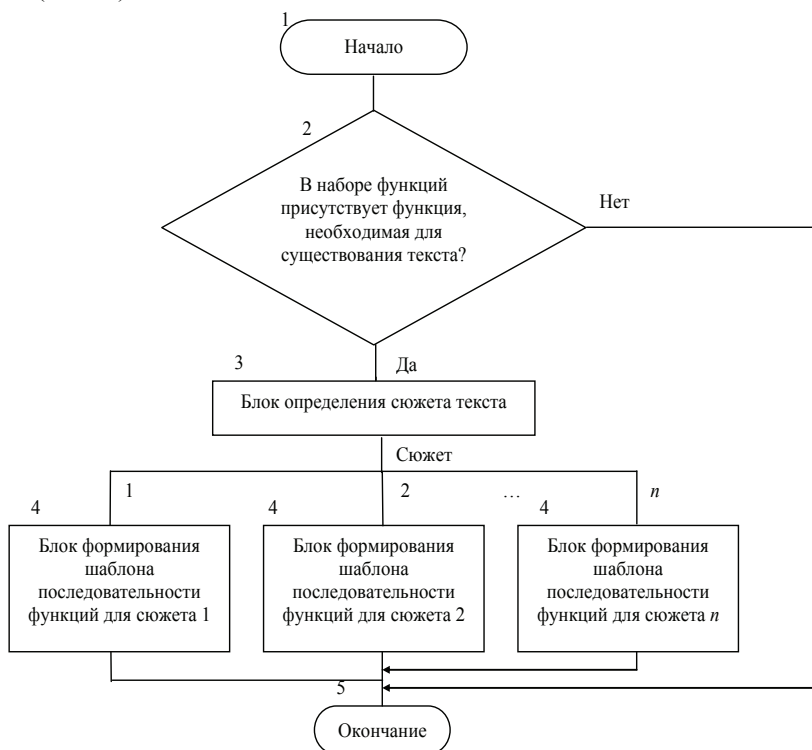 1
Начало
2
В наборе функций
присутствует функция,
необходимая для
существования текста?
Нет
Да
3
Блок определения сюжета текста
Сюжет
1
2
…
n
4
4
4
Блок формирования
шаблона
последовательности
функций для сюжета 1
Блок формирования
шаблона
последовательности
функций для сюжета 2
Блок формирования
шаблона
последовательности
функций для сюжета n
5
Окончание